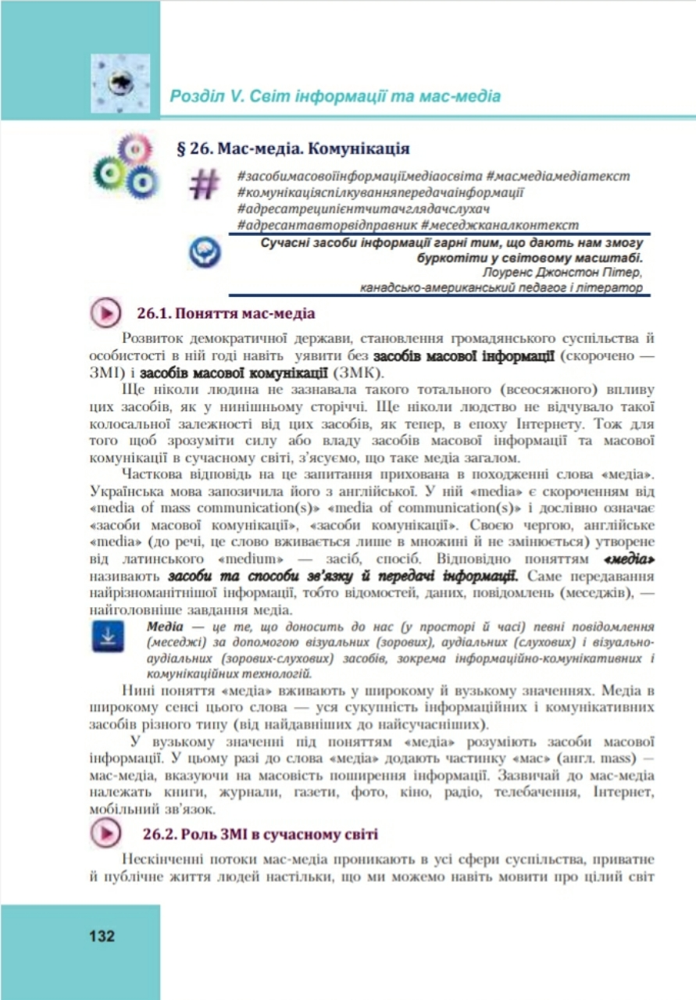 Розділ V. Світ інформації та мас-медіа
§ 26. Мас-медіа. Комунікація
#засобимасовоїінформаціїмедіаосвіта #масмедіамедіатекст
#комунікаціяспілкуванняпередачаінформації
#адресатреципієнтчитачглядачслухач
#адресантавторвідправник #меседжканалконтекст
Сучасні засоби інформації гарні тим, що дають нам змогу
буркотіти у світовому масштабі.
Лоуренс Джонстон Пітер,
канадсько-американський педагог і літератор
26.1. Поняття мас-медіа
Розвиток демократичної держави, становлення громадянського суспільства й
особистості в ній годі навіть уявити без засобів масової інформації (скорочено —
ЗМІ) і засобів масової комунікації (ЗМК).
Ще ніколи людина не зазнавала такого тотального (всеосяжного) впливу
цих засобів, як у нинішньому сторіччі. Ще ніколи людство не відчувало такої
колосальної залежності від цих засобів, як тепер, в епоху Інтернету. Тож для
того щоб зрозуміти силу або владу засобів масової інформації та масової
комунікації в сучасному світі, з’ясуємо, що таке медіа загалом.
Часткова відповідь на це запитання прихована в походженні слова «медіа».
Українська мова запозичила його з англійської. У ній «media» є скороченням від
«media of mass communication(s)» «media of communication(s)» і дослівно означає
«засоби масової комунікації», «засоби комунікації». Своєю чергою, англійське
«media» (до речі, це слово вживається лише в множині й не змінюється) утворене
від латинського «medium» — засіб, спосіб. Відповідно поняттям «медіа»
називають засоби та способи зв’язку й передачі інформації. Саме передавання
найрізноманітнішої інформації, тобто відомостей, даних, повідомлень (меседжів), —
найголовніше завдання медіа.
Медіа — це те, що доносить до нас (у просторі й часі) певні повідомлення
(меседжі) за допомогою візуальних (зорових), аудіальних (слухових) і візуально-
аудіальних (зорових-слухових) засобів, зокрема інформаційно-комунікативних і
комунікаційних технологій.
Нині поняття «медіа» вживають у широкому й вузькому значеннях. Медіа в
широкому сенсі цього слова — уся сукупність інформаційних і комунікативних
засобів різного типу (від найдавніших до найсучасніших).
У вузькому значенні під поняттям «медіа» розуміють засоби масової
інформації. У цьому разі до слова «медіа» додають частинку «мас» (англ. mass) —
мас-медіа, вказуючи на масовість поширення інформації. Зазвичай до мас-медіа
належать книги, журнали, газети, фото, кіно, радіо, телебачення, Інтернет,
мобільний зв’язок.
26.2. Роль ЗМІ в сучасному світі
Нескінченні потоки мас-медіа проникають в усі сфери суспільства, приватне
й публічне життя людей настільки, що ми можемо навіть мовити про цілий світ
132